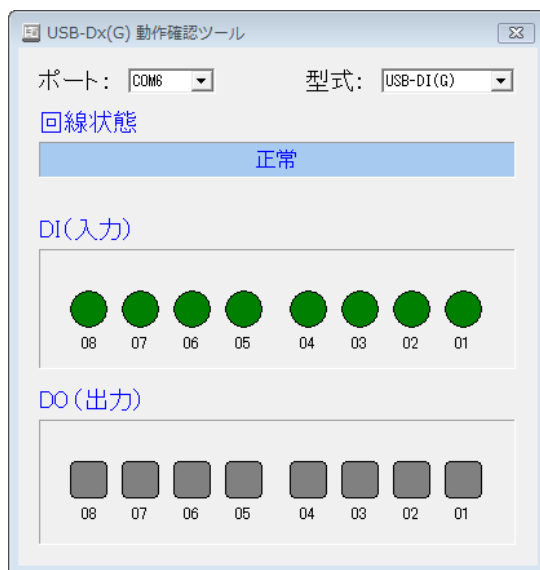 USB-Dx(G) 動作確認ツール
ポート: COM6 型式: USB-DI(G)
回線状態
正常
DI(入力)
08 07 06 05 04 03 02 01
DO(出力)
08 07 06 05 04 03 02 01